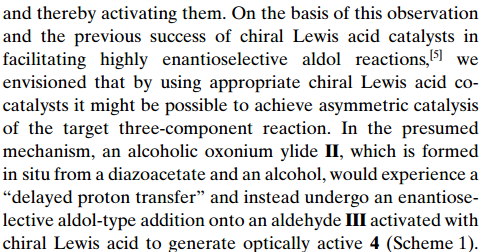 and thereby activating them. On the basis of this observation
and the previous success of chiral Lewis acid catalysts in
facilitating highly enantioselective aldol reactions,[5] we
envisioned that by using appropriate chiral Lewis acid co-
catalysts it might be possible to achieve asymmetric catalysis
of the target three-component reaction. In the presumed
mechanism, an alcoholic oxonium ylide II, which is formed
in situ from a diazoacetate and an alcohol, would experience a
“delayed proton transfer” and instead undergo an enantiose-
lective aldol-type addition onto an aldehyde III activated with
chiral Lewis acid to generate optically active 4 (Scheme 1).